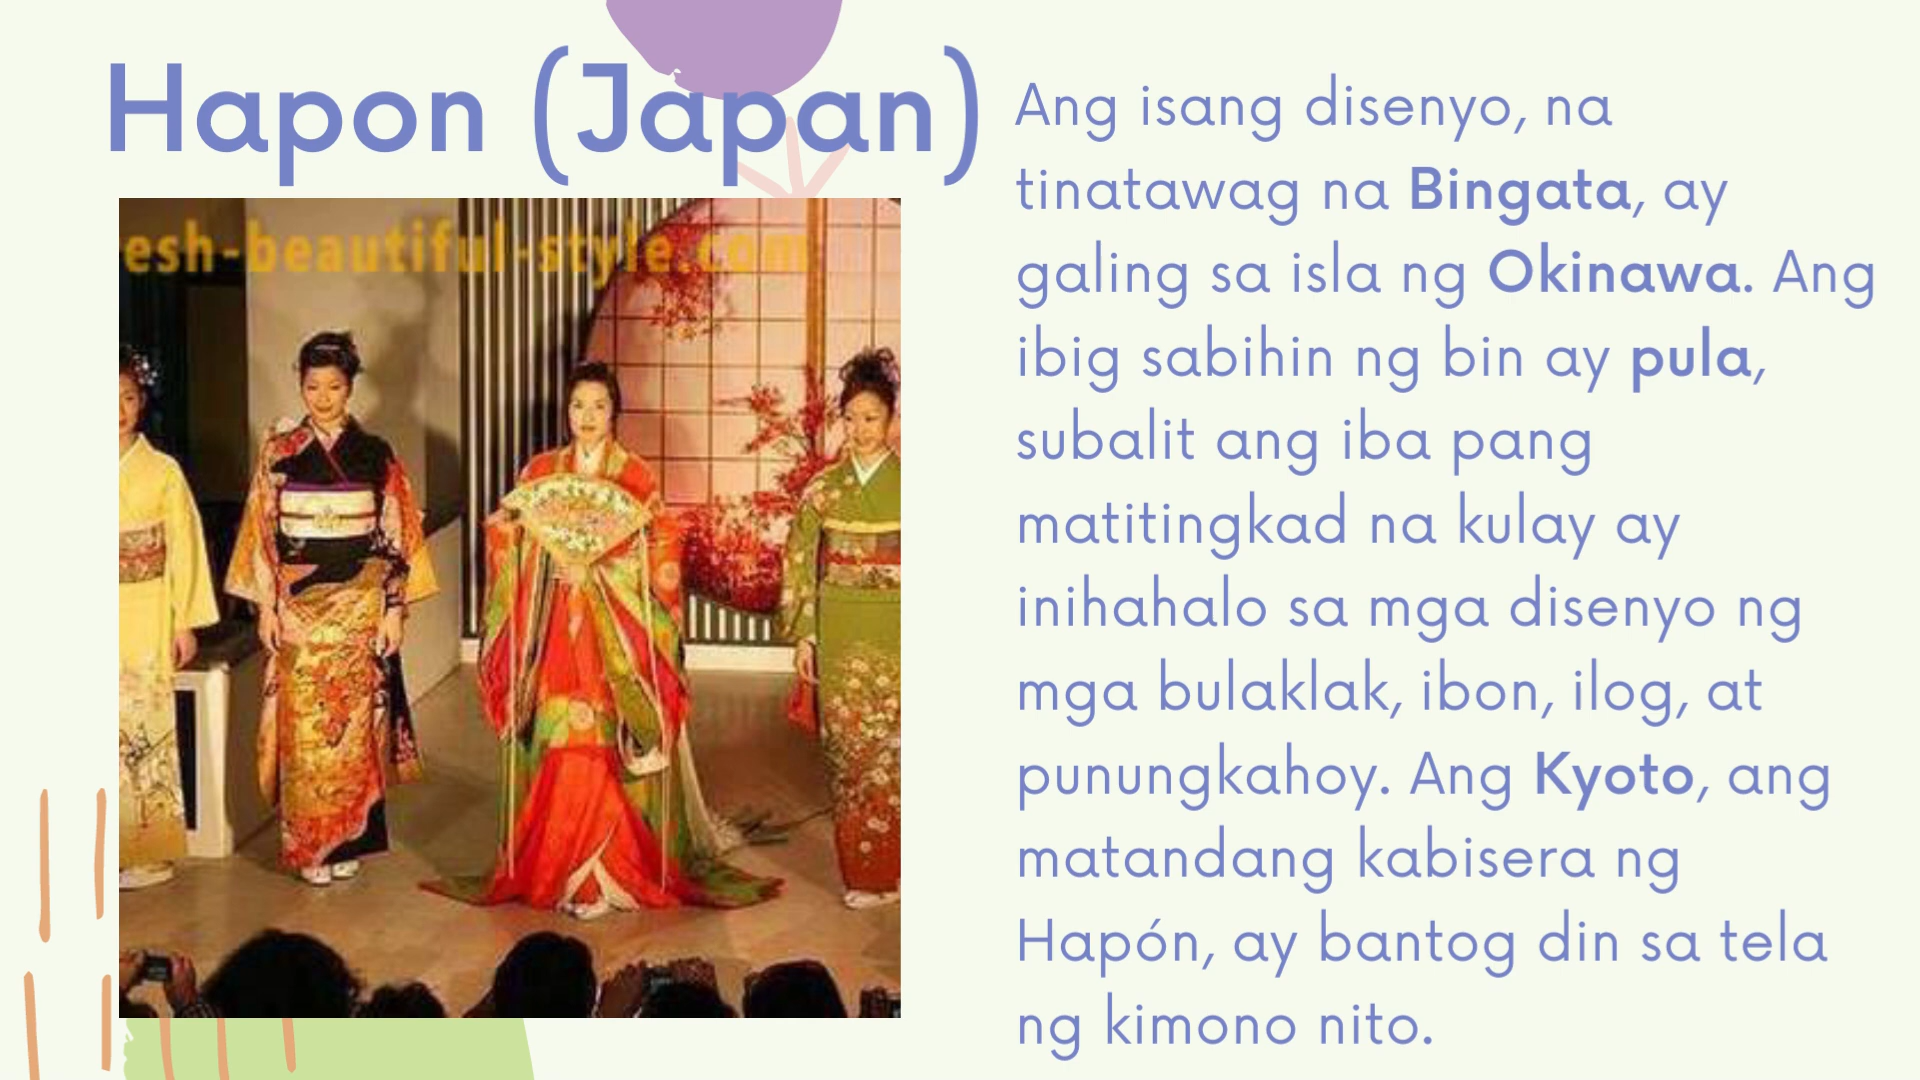 Hapon (Japan)
esh-beautiful-style.com
Ang isang disenyo, na
tinatawag na Bingata, ay
galing sa isla ng Okinawa. Ang
ibig sabihin ng bin ay pula,
subalit ang iba pang
matitingkad na kulay ay
inihahalo sa mga disenyo ng
mga bulaklak, ibon, ilog, at
punungkahoy. Ang Kyoto, ang
matandang kabisera ng
Hapón, ay bantog din sa tela
ng kimono nito.